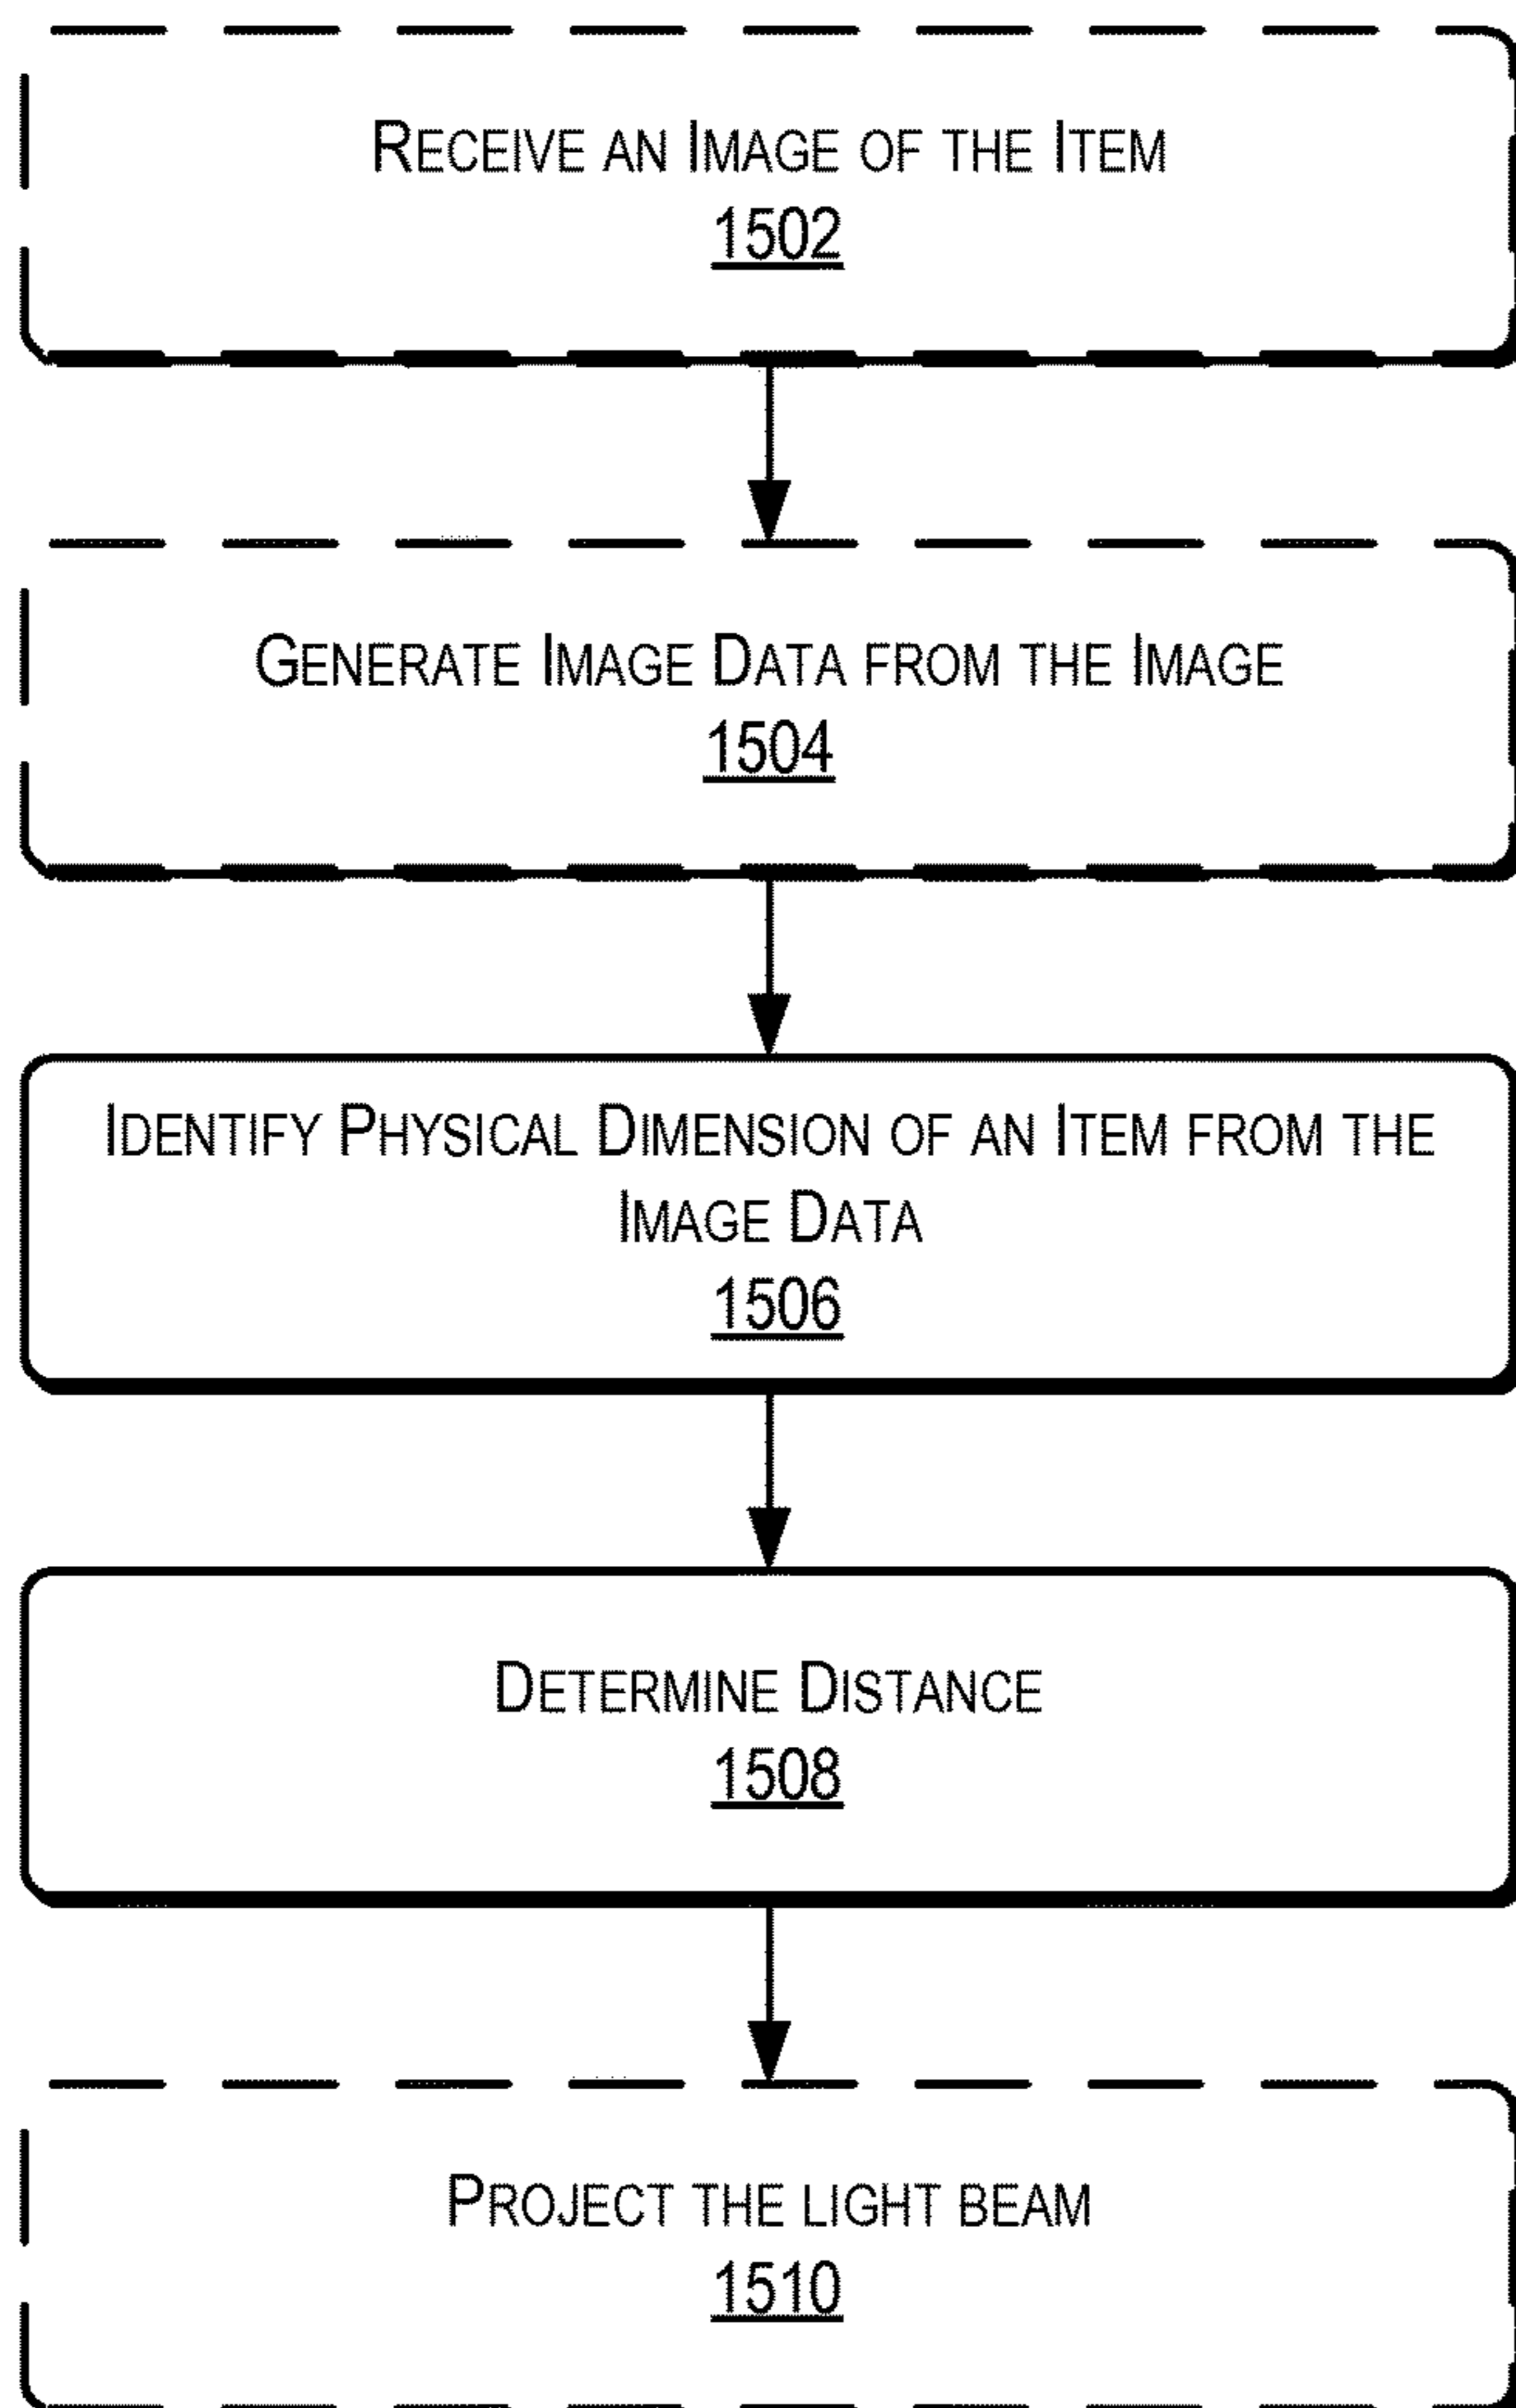 Receive an Image of the Item
1502
Generate Image Data from the Image
1504
Identify Physical Dimension of an Item from the
Image Data
1506
Determine Distance
1508
Project the light beam
1510